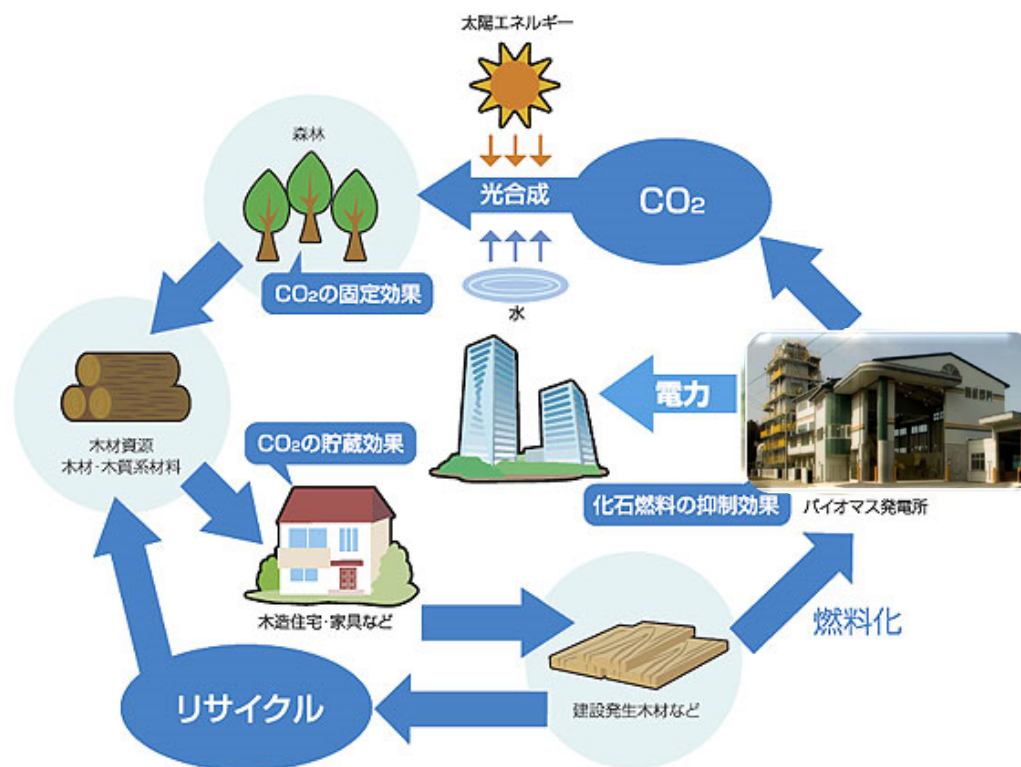 太陽エネルギー
森林
光合成
CO₂
CO₂の固定効果
水
電力
木材資源
木材・木質系材料
CO₂の貯蔵効果
化石燃料の抑制効果
バイオマス発電所
木造住宅・家具など
燃料化
リサイクル
建設発生木材など